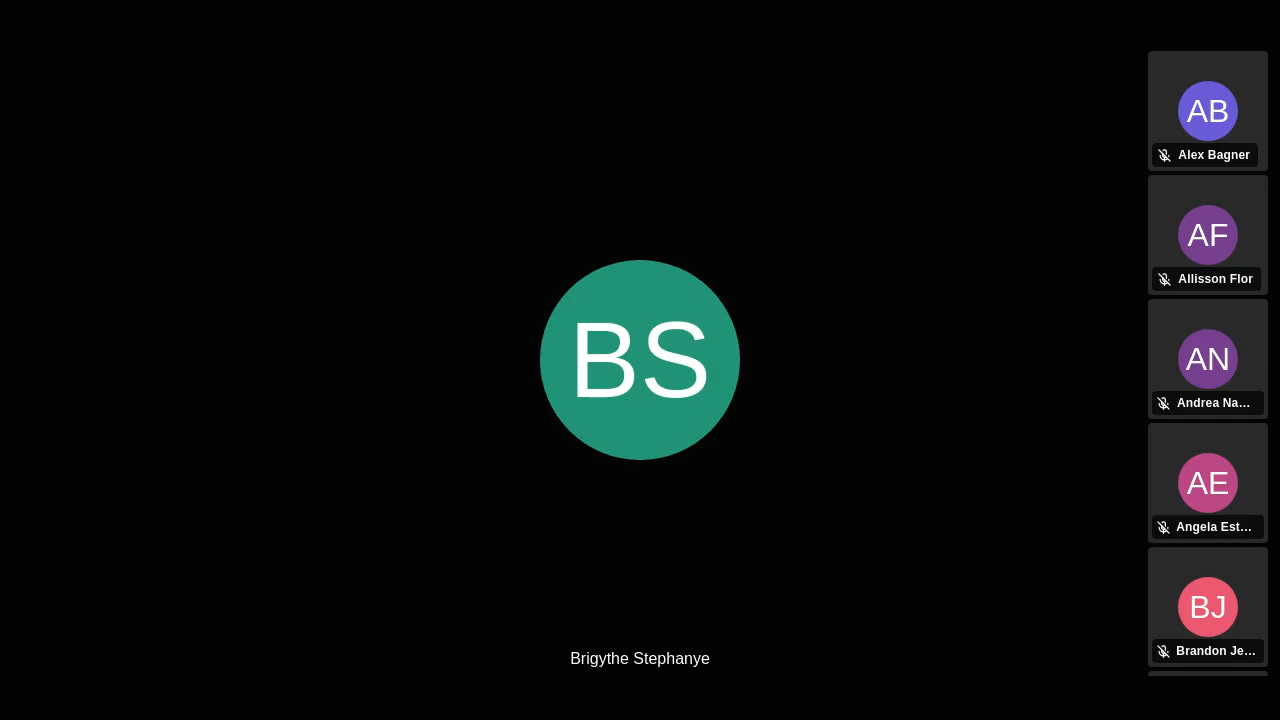 AB
Alex Bagner
AF
Allisson Flor
AN
Andrea Na...
AE
Angela Est...
BJ
Brandon Je...
BS
Brigythe Stephanye